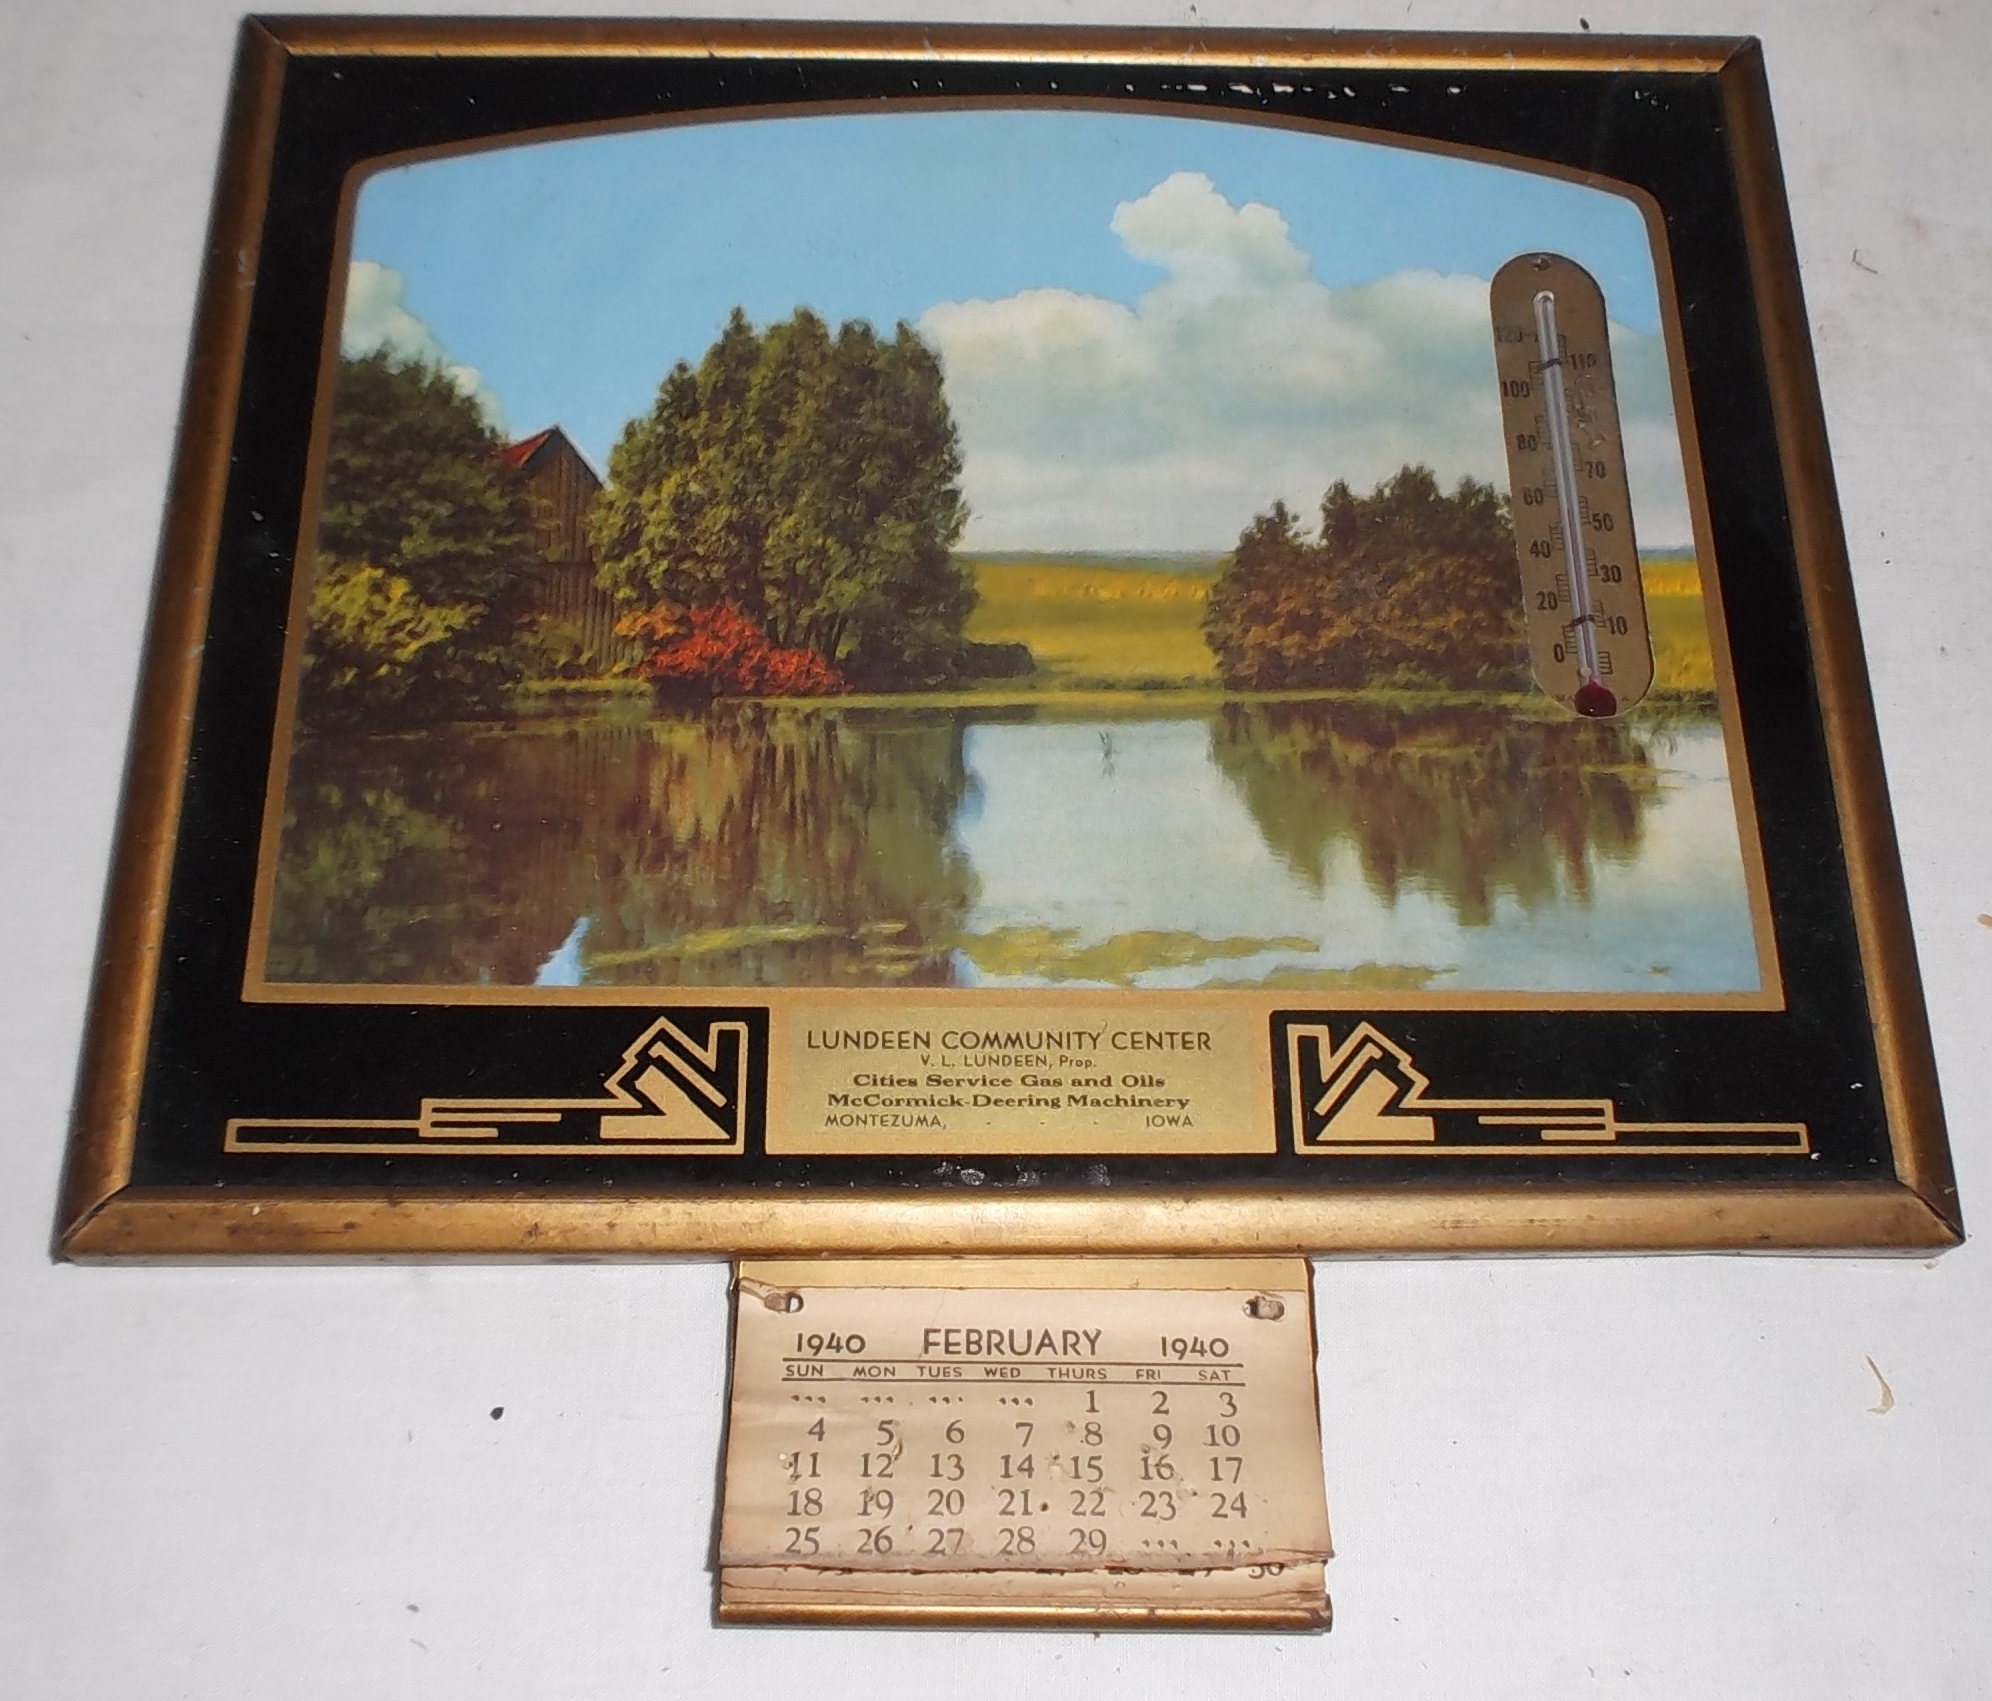 120
110
100
80
70
60
50
40
30
20
10
0
LUNDEEN COMMUNITY CENTER
V. L. LUNDEEN, Prop.
Cities Service Gas and Oils
McCormick-Deering Machinery
MONTEZUMA, - - - IOWA
1940 FEBRUARY 1940
SUN MON TUES WED THURS FRI SAT
1 2 3
4 5 6 7 8 9 10
11 12 13 14 15 16 17
18 19 20 21 22 23 24
25 26 27 28 29
30